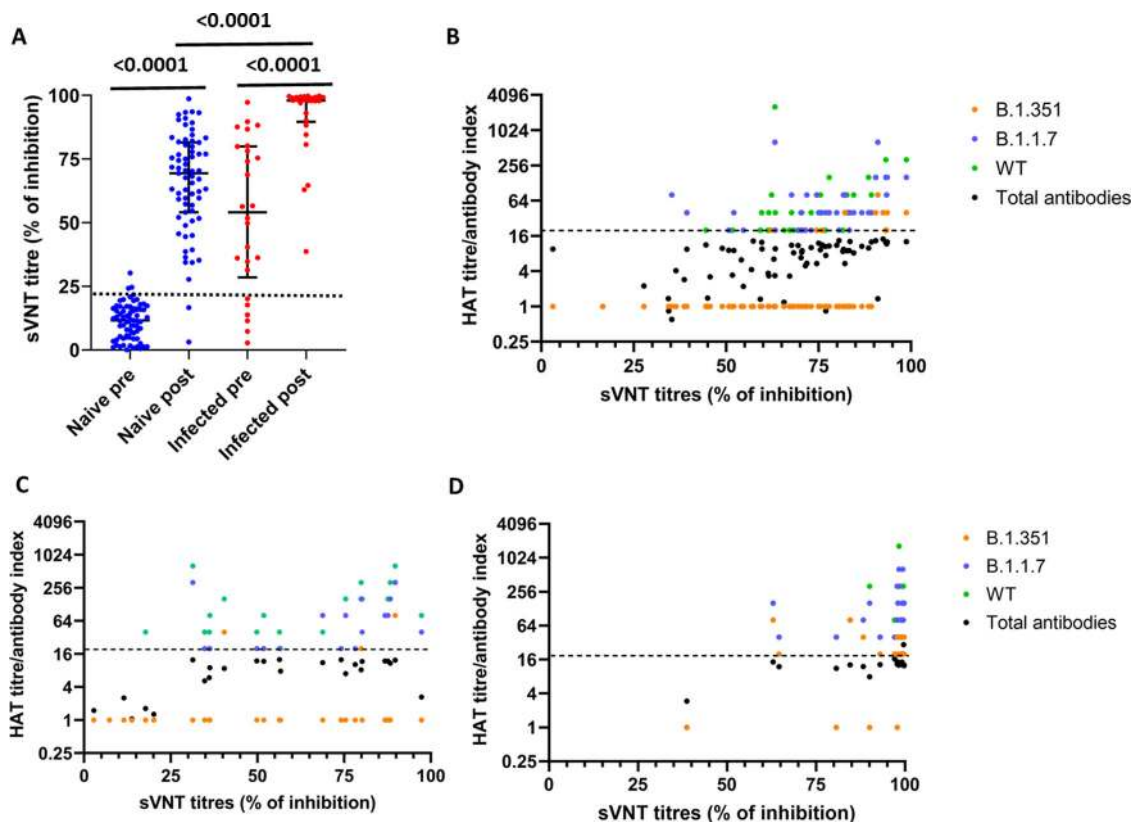 A
<0.0001
<0.0001
<0.0001
sVNT titre (% of inhibition)
100
75
50
25
0
Naive pre
Naive post
Infected pre
Infected post
B
HAT titre/antibody index
4096
1024
256
64
16
4
1
0.25
0
25
50
75
100
sVNT titres (% of inhibition)
B.1.351
B.1.1.7
WT
Total antibodies
C
HAT titre/antibody index
4096
1024
256
64
16
4
1
0.25
0
25
50
75
100
sVNT titres (% of inhibition)
D
HAT titre/antibody index
4096
1024
256
64
16
4
1
0.25
0
25
50
75
100
sVNT titres (% of inhibition)
B.1.351
B.1.1.7
WT
Total antibodies